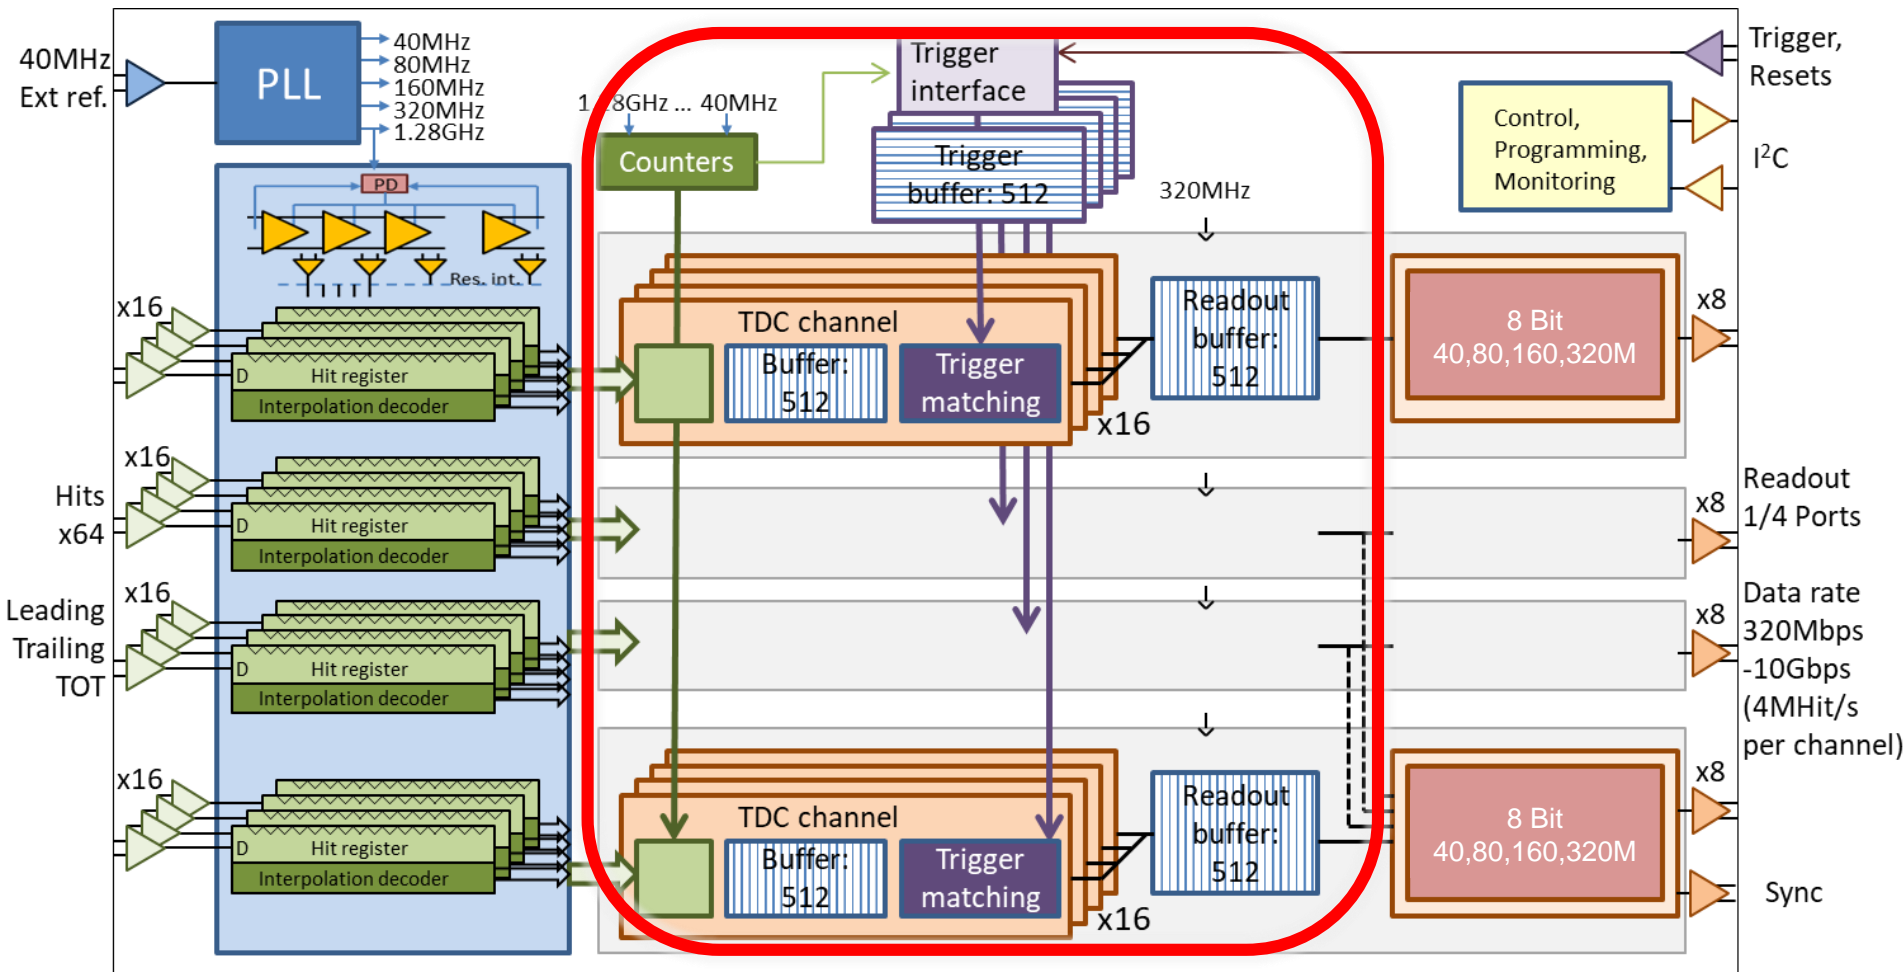 40MHz
Ext ref.
PLL
40MHz
80MHz
160MHz
320MHz
1.28GHz
Trigger
interface
Trigger,
Resets
28GHz ... 40MHz
Counters
Trigger
buffer: 512
Control,
Programming,
Monitoring
I²C
PD
Res. int.
320MHz
x16
D
Hit register
Interpolation decoder
TDC channel
Buffer:
512
Trigger
matching
x16
Readout
buffer:
512
8 Bit
40,80,160,320M
x8
Hits
x64
x16
D
Hit register
Interpolation decoder
x8
Readout
1/4 Ports
Leading
Trailing
TOT
x16
D
Hit register
Interpolation decoder
x8
Data rate
320Mbps
-10Gbps
(4MHit/s
per channel)
x16
D
Hit register
Interpolation decoder
TDC channel
Buffer:
512
Trigger
matching
x16
Readout
buffer:
512
8 Bit
40,80,160,320M
x8
Sync